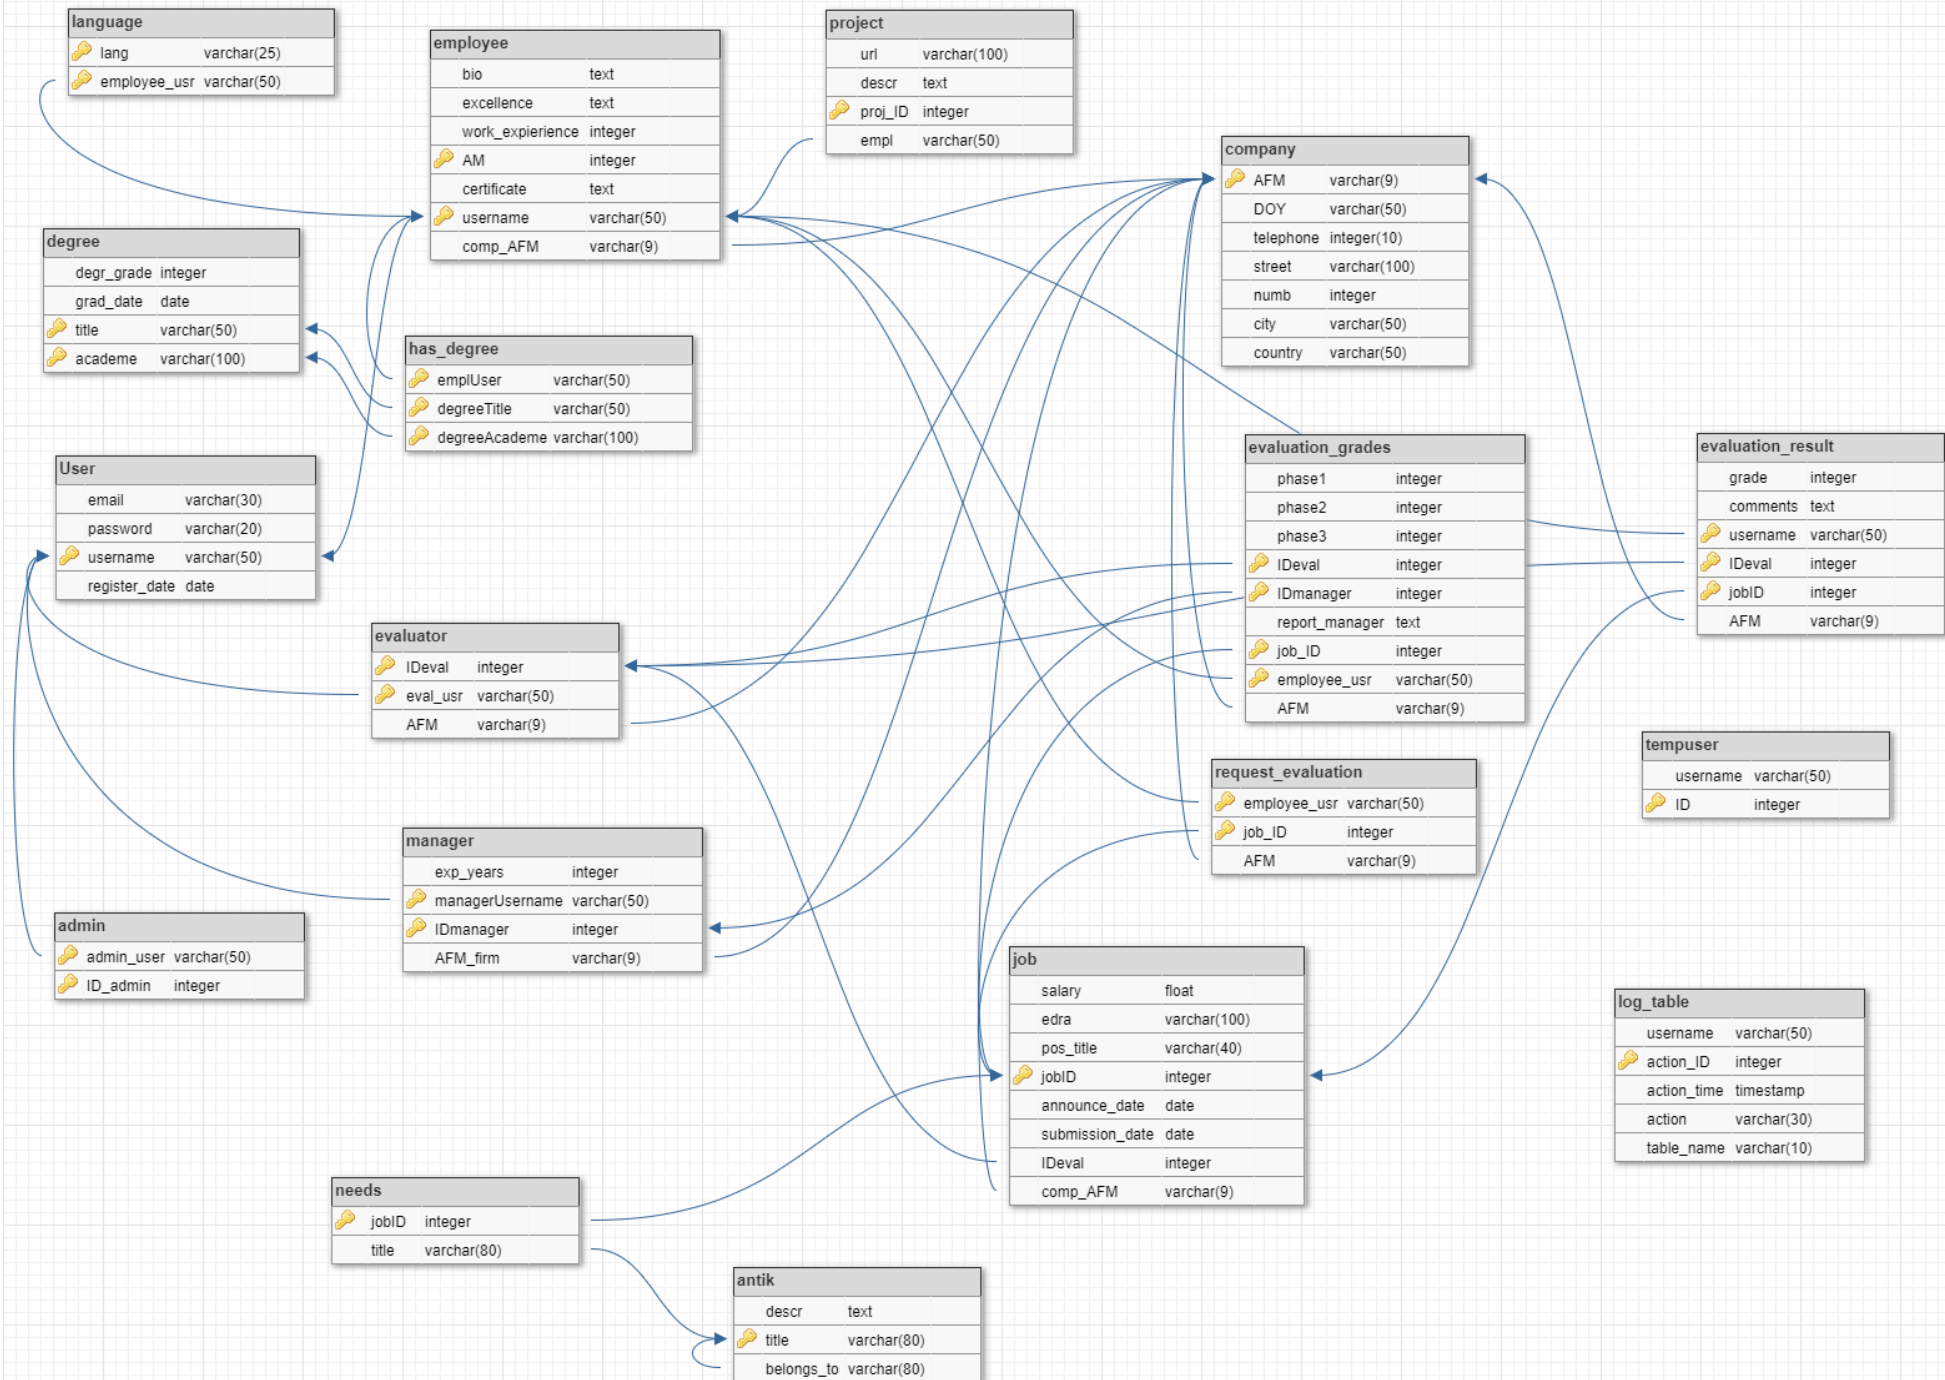 language
lang varchar(25)
employee_usr varchar(50)
employee
bio text
excellence text
work_expierience integer
AM integer
certificate text
username varchar(50)
comp_AFM varchar(9)
project
url varchar(100)
descr text
proj_ID integer
empl varchar(50)
company
AFM varchar(9)
DOY varchar(50)
telephone integer(10)
street varchar(100)
numb integer
city varchar(50)
country varchar(50)
degree
degr_grade integer
grad_date date
title varchar(50)
academe varchar(100)
has_degree
emplUser varchar(50)
degreeTitle varchar(50)
degreeAcademe varchar(100)
User
email varchar(30)
password varchar(20)
username varchar(50)
register_date date
evaluation_grades
phase1 integer
phase2 integer
phase3 integer
IDeval integer
IDmanager integer
report_manager text
job_ID integer
employee_usr varchar(50)
AFM varchar(9)
evaluation_result
grade integer
comments text
username varchar(50)
IDeval integer
jobID integer
AFM varchar(9)
evaluator
IDeval integer
eval_usr varchar(50)
AFM varchar(9)
tempuser
username varchar(50)
ID integer
request_evaluation
employee_usr varchar(50)
job_ID integer
AFM varchar(9)
manager
exp_years integer
managerUsername varchar(50)
IDmanager integer
AFM_firm varchar(9)
admin
admin_user varchar(50)
ID_admin integer
job
salary float
edra varchar(100)
pos_title varchar(40)
jobID integer
announce_date date
submission_date date
IDeval integer
comp_AFM varchar(9)
log_table
username varchar(50)
action_ID integer
action_time timestamp
action varchar(30)
table_name varchar(10)
needs
jobID integer
title varchar(80)
antik
descr text
title varchar(80)
belongs_to varchar(80)